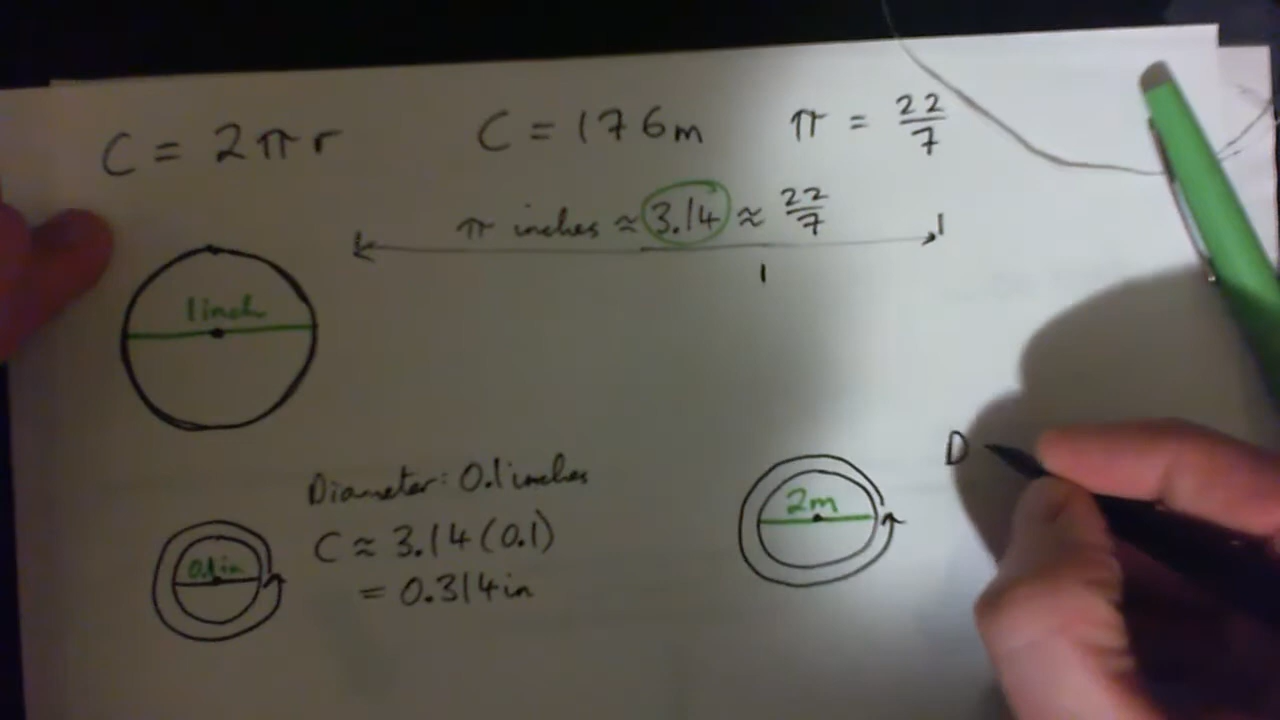 C = 2πr
C = 176m
π = 22/7
π inches ≈ 3.14 ≈ 22/7
1 inch
Diameter: 0.1 inches
C ≈ 3.14 (0.1)
= 0.314in
0.1in
2m
D